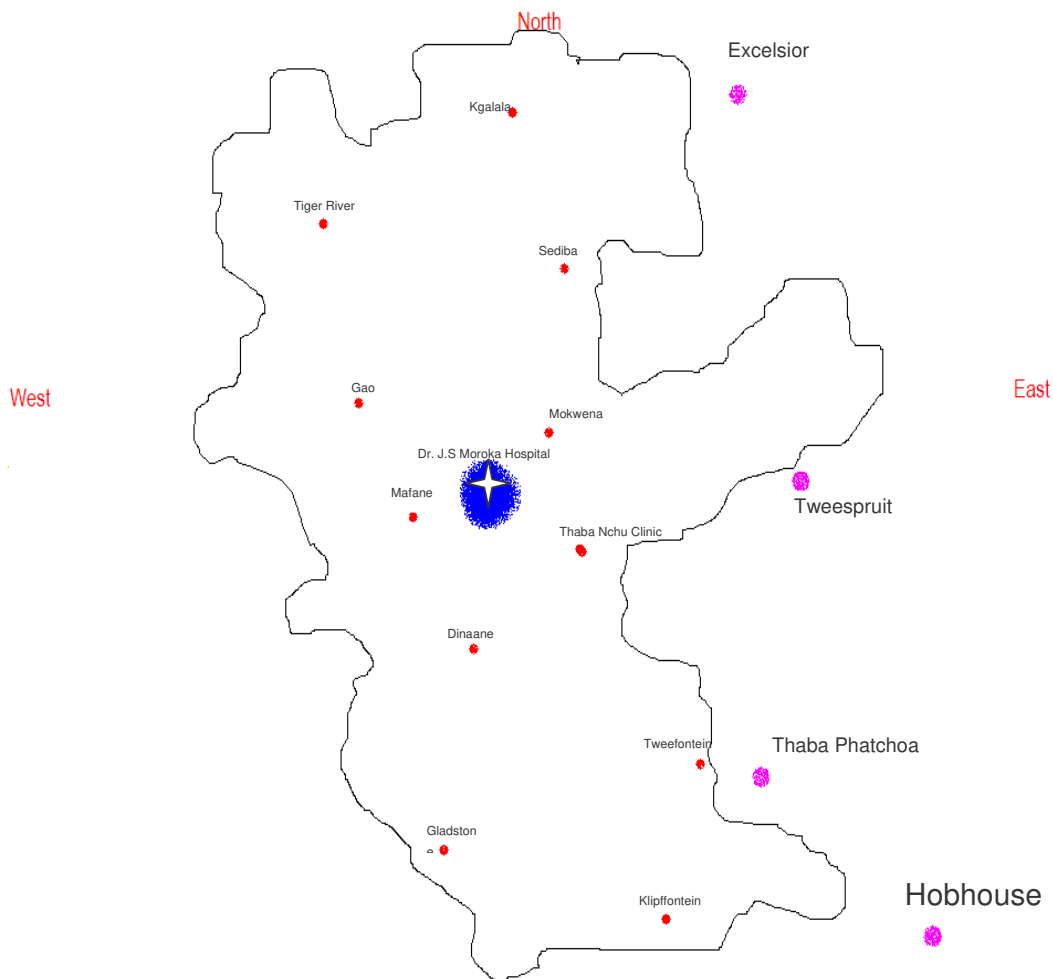 North
Excelsior
Kgalala
Tiger River
Sediba
Gao
West
East
Mokwena
Dr. J.S Moroka Hospital
Mafane
Tweespruit
Thaba Nchu Clinic
Dinaane
Tweefontein
Thaba Phatchoa
Gladston
Klipffontein
Hobhouse